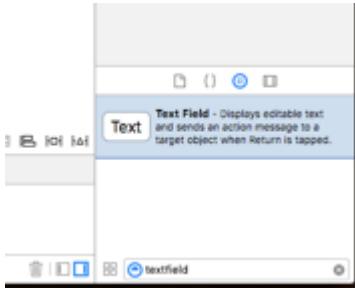 Text
Text Field - Displays editable text
and sends an action message to a
target object when Return is tapped.
textfield